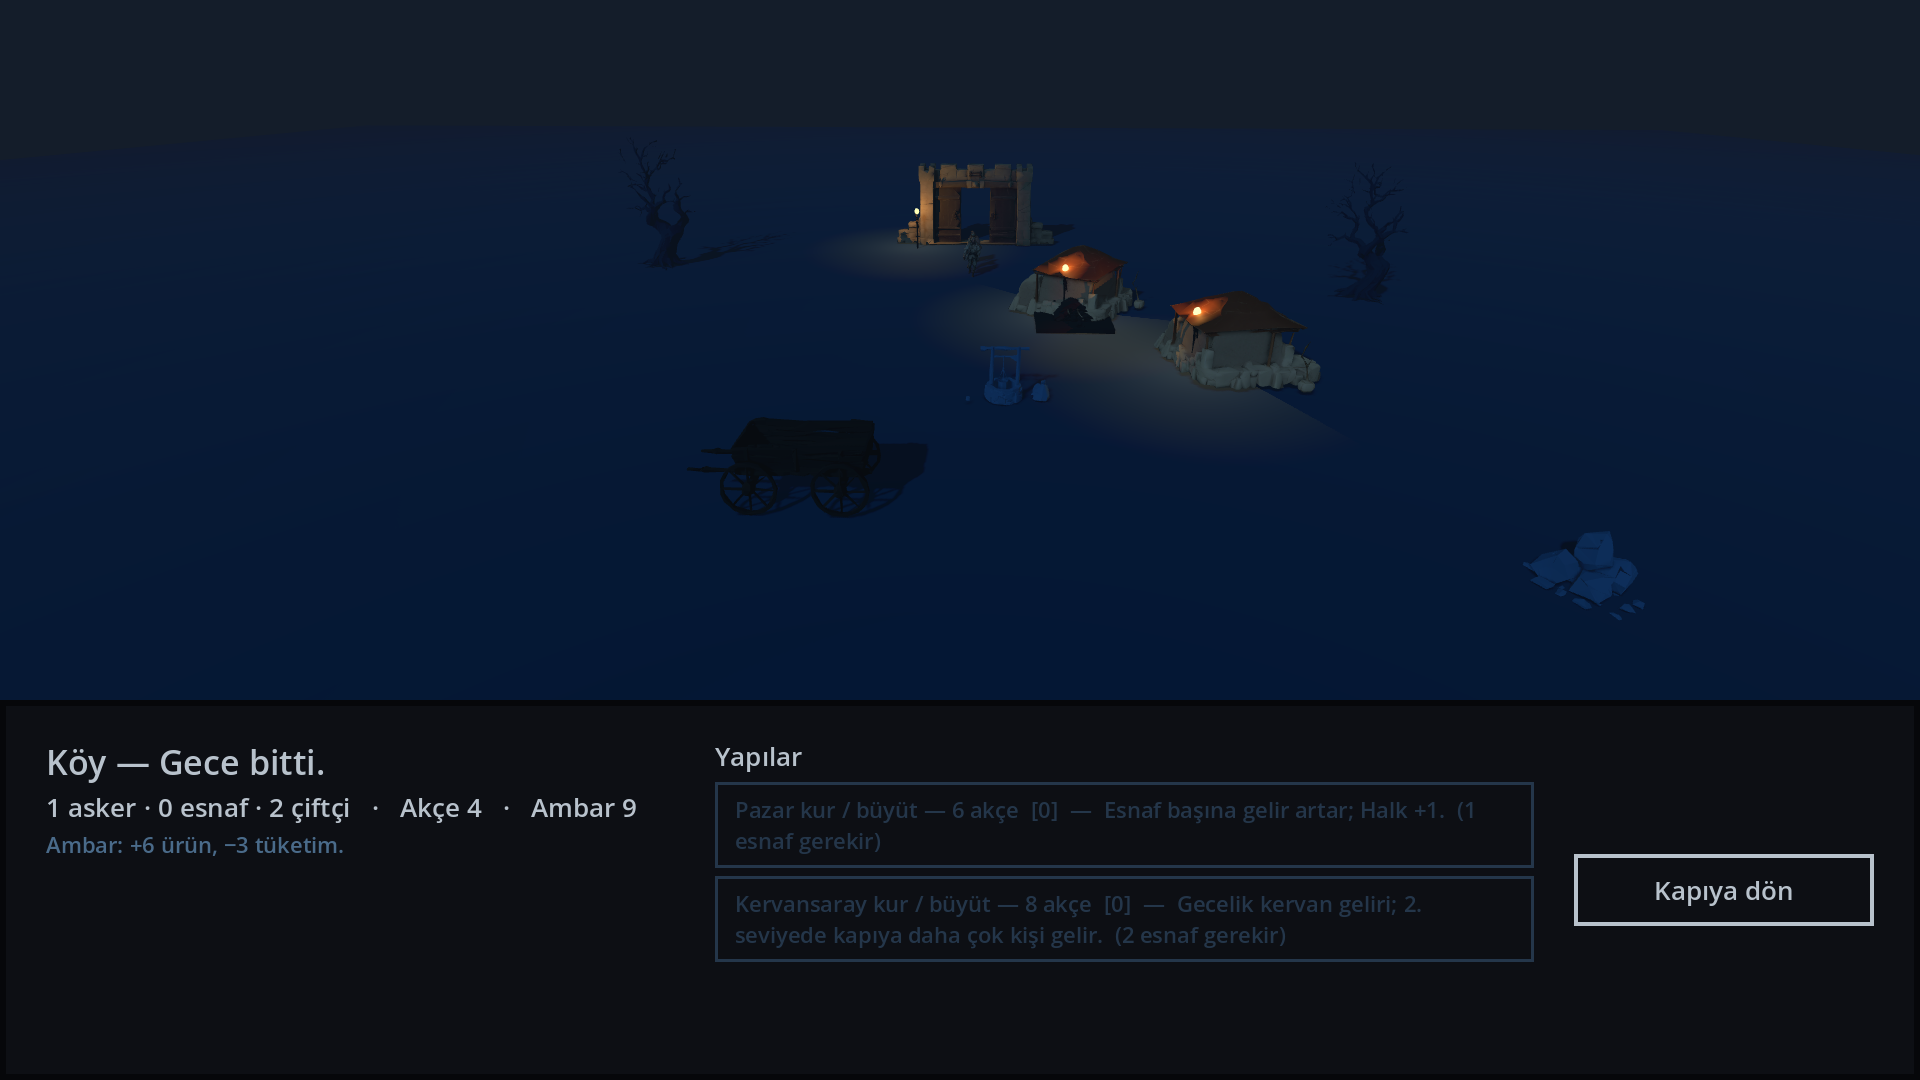 Köy — Gece bitti.
1 asker · 0 esnaf · 2 çiftçi · Akçe 4 · Ambar 9
Ambar: +6 ürün, −3 tüketim.
Yapılar
Pazar kur / büyüt — 6 akçe [0] — Esnaf başına gelir artar; Halk +1. (1
esnaf gerekir)
Kervansaray kur / büyüt — 8 akçe [0] — Gecelik kervan geliri; 2.
seviyede kapıya daha çok kişi gelir. (2 esnaf gerekir)
Kapıya dön